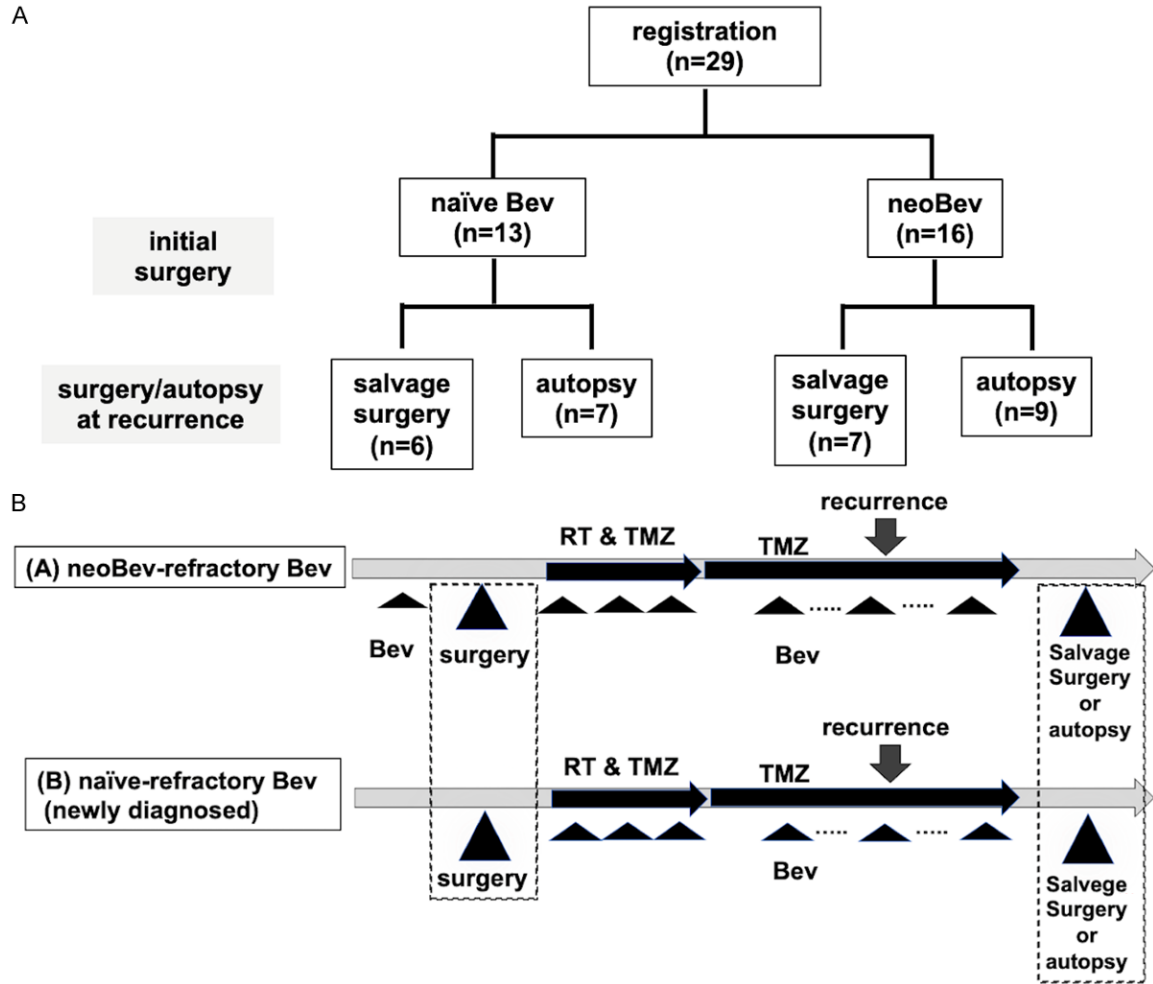 A
registration
(n=29)
naïve Bev
(n=13)
neoBev
(n=16)
initial
surgery
surgery/autopsy
at recurrence
salvage
surgery
(n=6)
autopsy
(n=7)
salvage
surgery
(n=7)
autopsy
(n=9)
B
recurrence
(A) neoBev-refractory Bev
RT & TMZ
TMZ
Bev
surgery
Bev
Salvage
Surgery
or
autopsy
recurrence
(B) naïve-refractory Bev
(newly diagnosed)
RT & TMZ
TMZ
surgery
Bev
Salvege
Surgery
or
autopsy